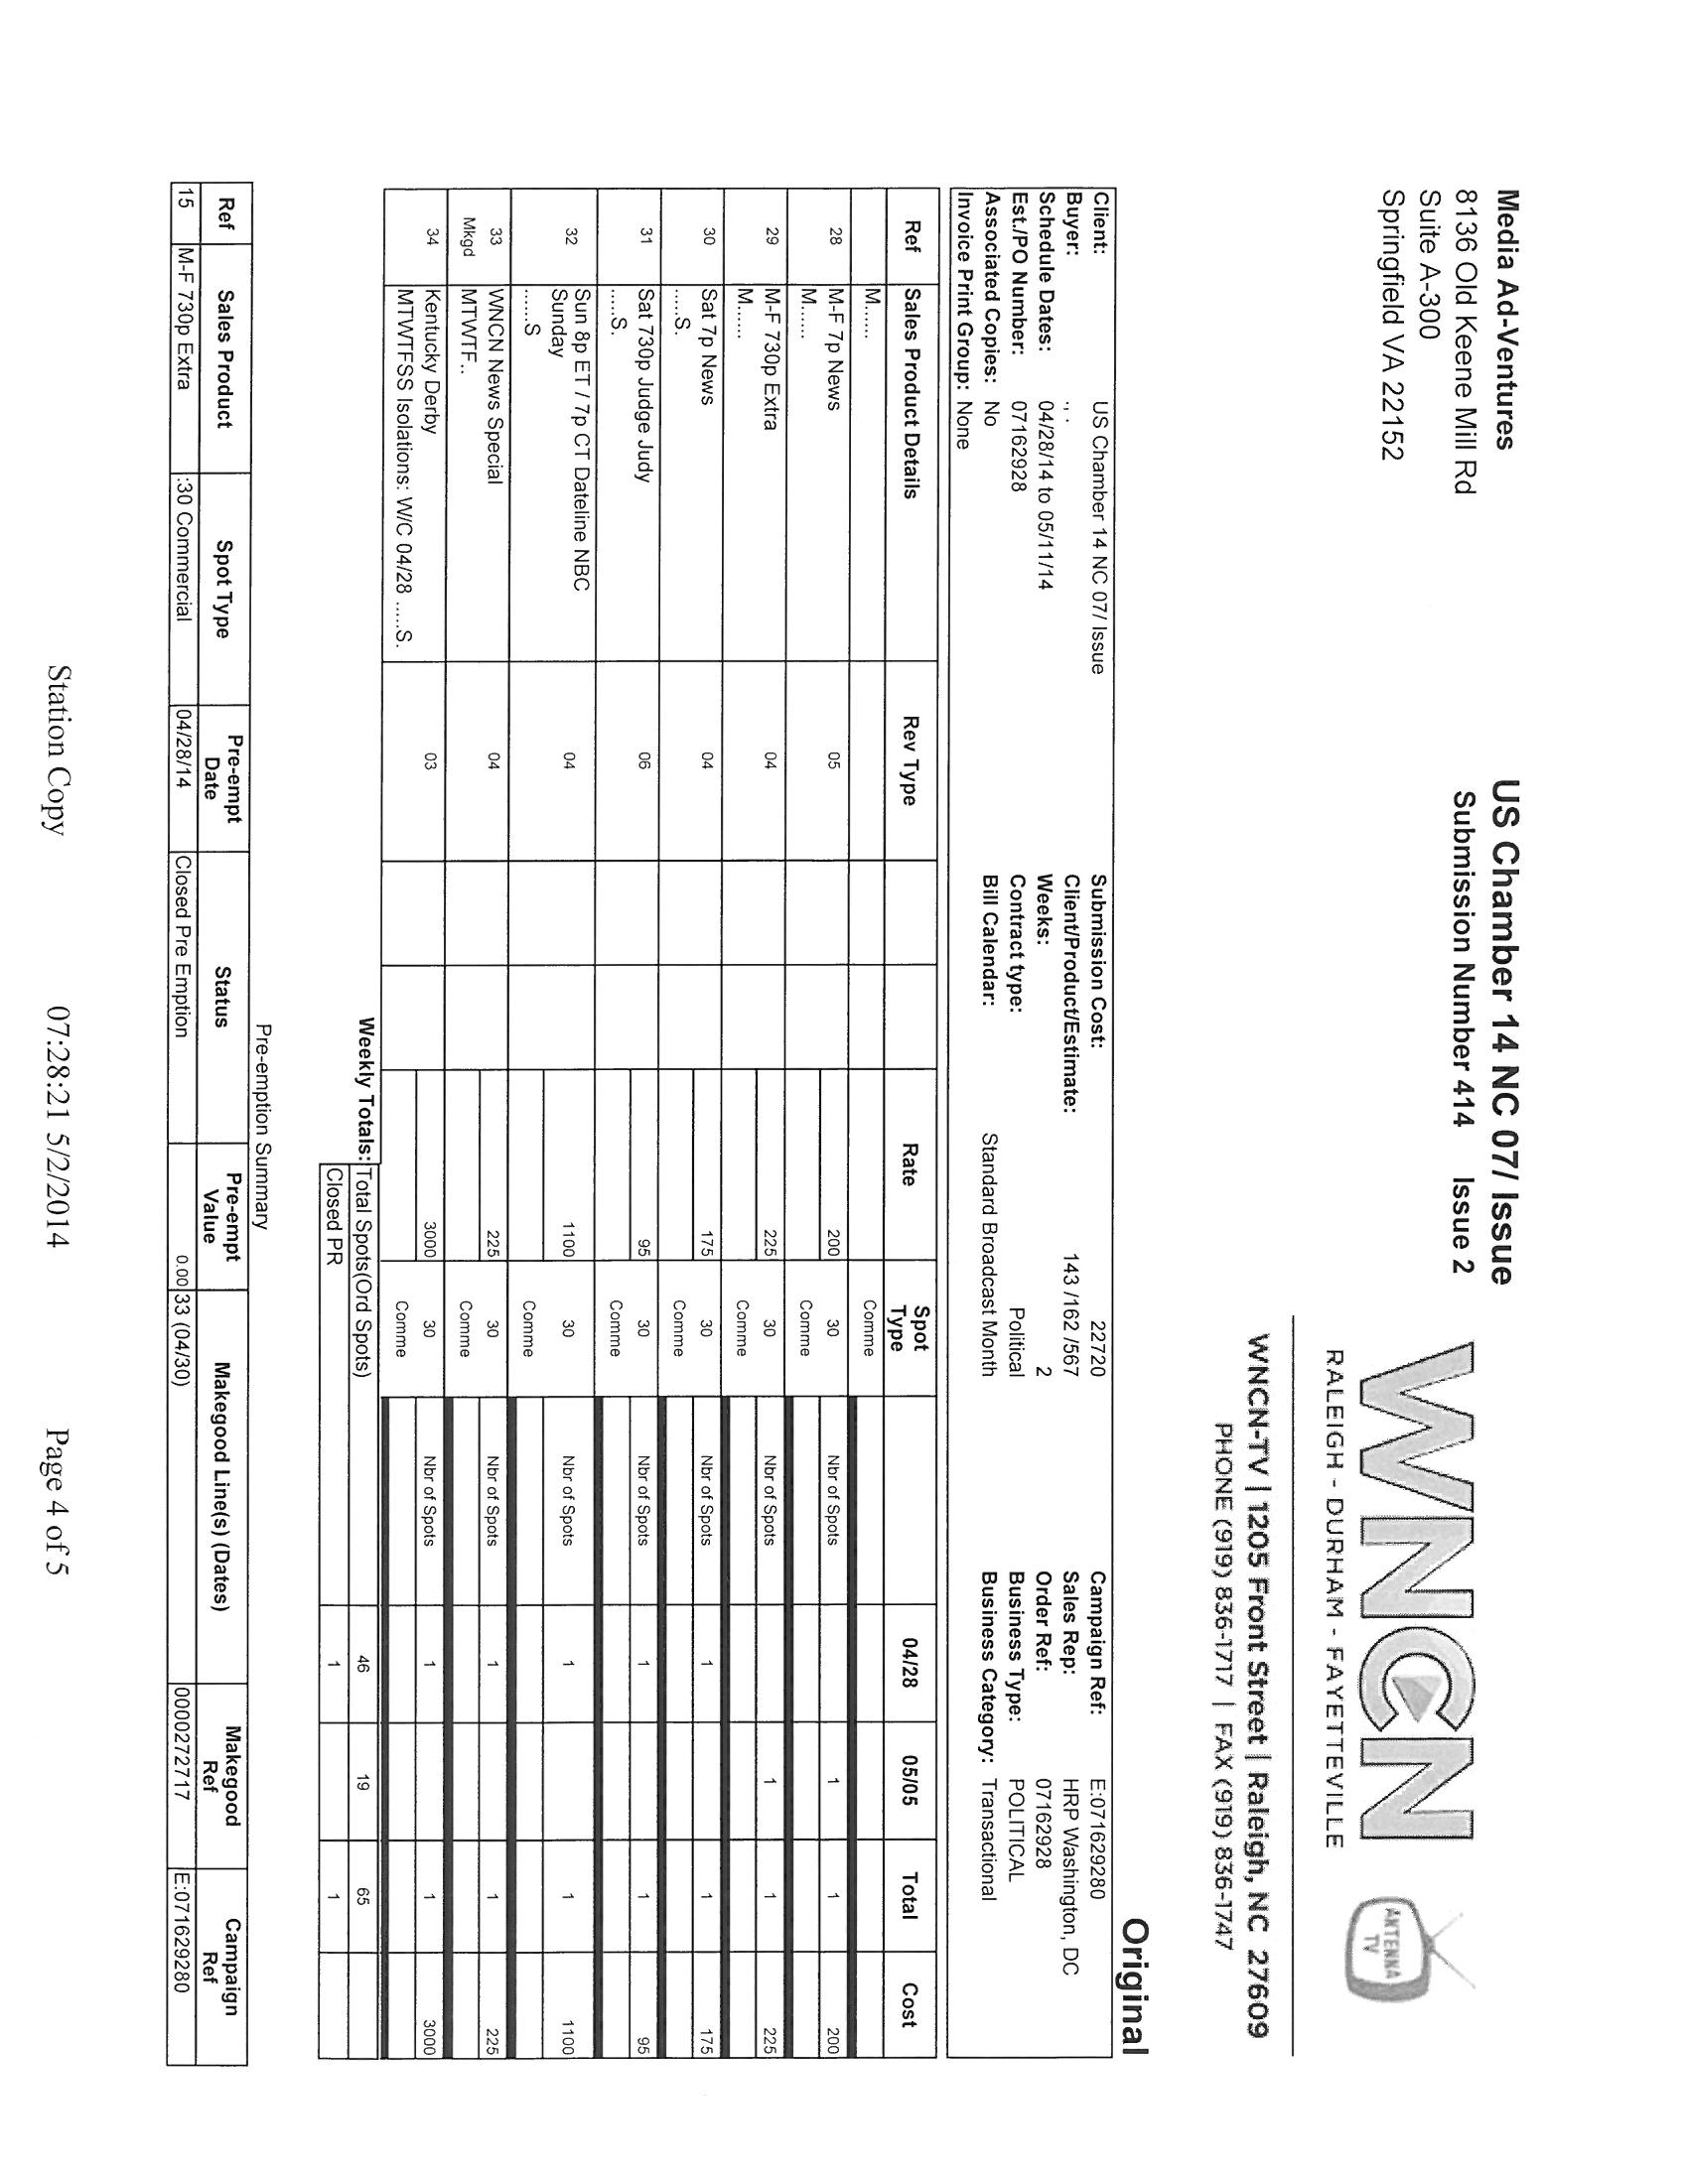 Media Ad-Ventures
8136 Old Keene Mill Rd
Suite A-300
Springfield VA 22152
US Chamber 14 NC 07/ Issue
Submission Number 414 Issue 2
WNCN
RALEIGH - DURHAM - FAYETTEVILLE
ANTENNA TV
WNCN-TV | 1205 Front Street | Raleigh, NC 27609
PHONE (919) 836-1717 | FAX (919) 836-1747
Original
Client: US Chamber 14 NC 07/ Issue Submission Cost: 22720 Campaign Ref: E:071629280
Buyer: ., . Client/Product/Estimate: 143 /162 /567 Sales Rep: HRP Washington, DC
Schedule Dates: 04/28/14 to 05/11/14 Weeks: 2 Order Ref: 07162928
Est./PO Number: 07162928 Contract type: Political Business Type: POLITICAL
Associated Copies: No Bill Calendar: Standard Broadcast Month Business Category: Transactional
Invoice Print Group: None
Ref Sales Product Details Rev Type Rate Spot Type 04/28 05/05 Total Cost
M...... Comme
28 M-F 7p News 05 200 30 Nbr of Spots 1 1 200
M...... Comme
29 M-F 730p Extra 04 225 30 Nbr of Spots 1 1 225
M...... Comme
30 Sat 7p News 04 175 30 Nbr of Spots 1 1 175
.....S. Comme
31 Sat 730p Judge Judy 06 95 30 Nbr of Spots 1 1 95
.....S. Comme
32 Sun 8p ET / 7p CT Dateline NBC 04 1100 30 Nbr of Spots 1 1 1100
Sunday
......S Comme
33 WNCN News Special 04 225 30 Nbr of Spots 1 1 225
Mkgd MTWTF.. Comme
34 Kentucky Derby 03 3000 30 Nbr of Spots 1 1 3000
MTWTFSS Isolations: W/C 04/28 .....S. Comme
Weekly Totals: Total Spots(Ord Spots) 46 19 65
Closed PR 1 1
Pre-emption Summary
Ref Sales Product Spot Type Pre-empt Date Status Pre-empt Value Makegood Line(s) (Dates) Makegood Ref Campaign Ref
15 M-F 730p Extra :30 Commercial 04/28/14 Closed Pre Emption 0.00 33 (04/30) 0000272717 E:071629280
Station Copy 07:28:21 5/2/2014 Page 4 of 5